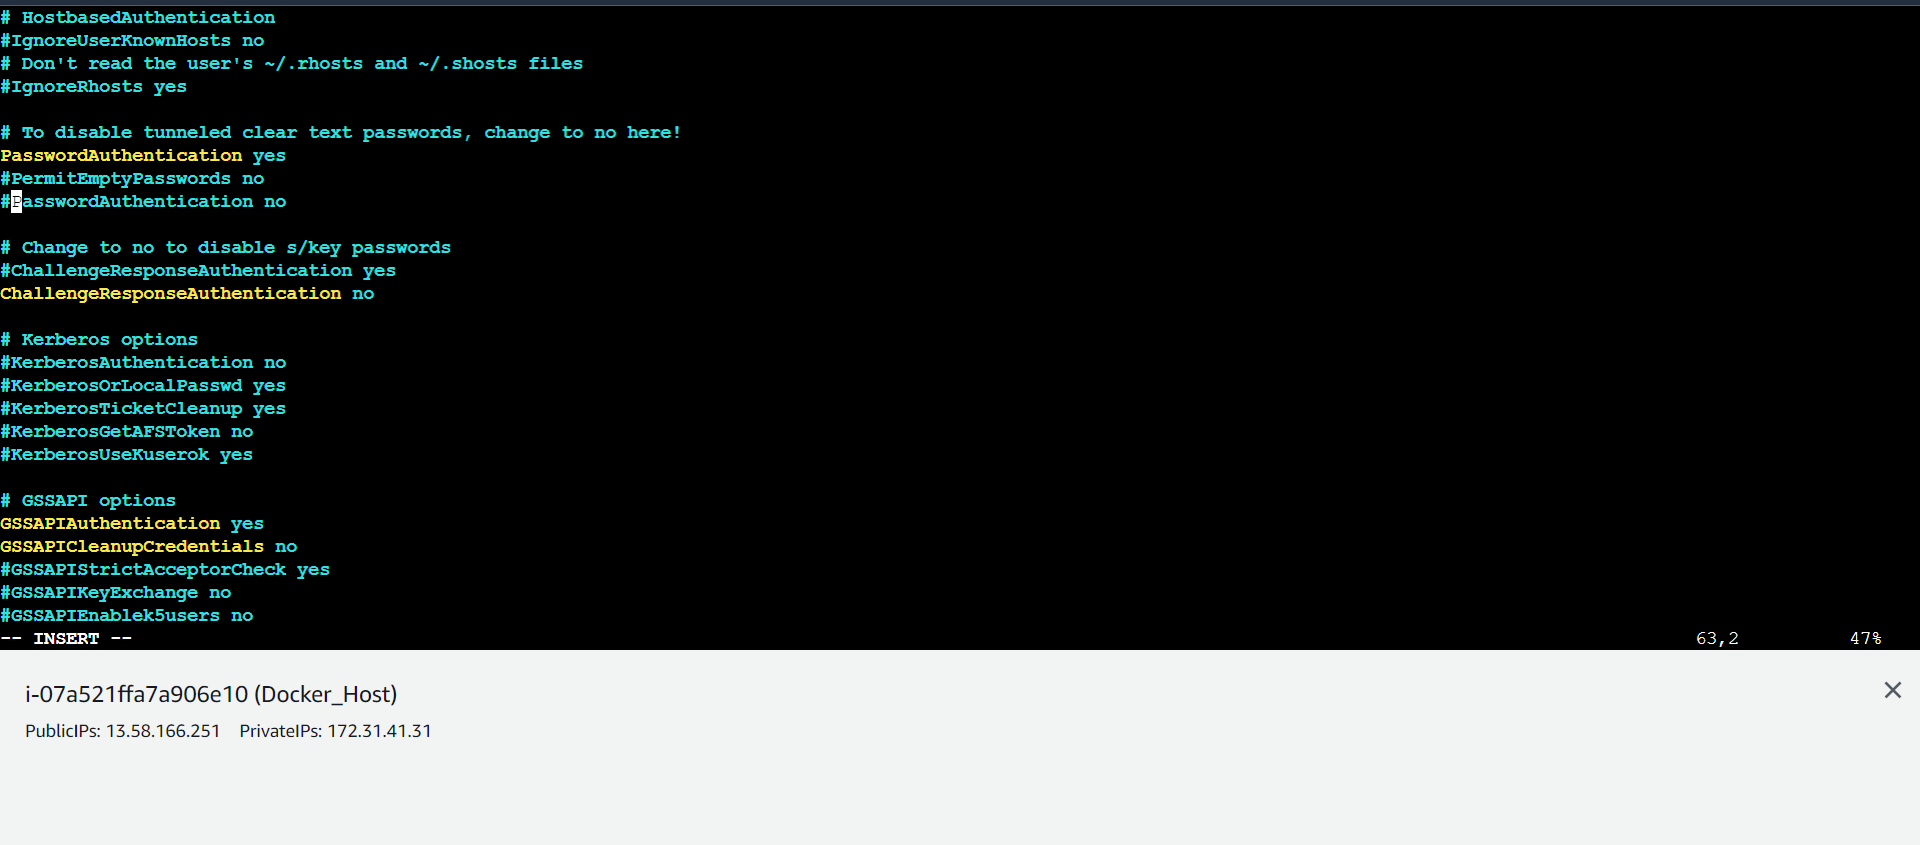 # HostbasedAuthentication
#IgnoreUserKnownHosts no
# Don't read the user's ~/.rhosts and ~/.shosts files
#IgnoreRhosts yes
# To disable tunneled clear text passwords, change to no here!
PasswordAuthentication yes
#PermitEmptyPasswords no
#PasswordAuthentication no
# Change to no to disable s/key passwords
#ChallengeResponseAuthentication yes
ChallengeResponseAuthentication no
# Kerberos options
#KerberosAuthentication no
#KerberosOrLocalPasswd yes
#KerberosTicketCleanup yes
#KerberosGetAFSToken no
#KerberosUseKuserok yes
# GSSAPI options
GSSAPIAuthentication yes
GSSAPICleanupCredentials no
#GSSAPIStrictAcceptorCheck yes
#GSSAPIKeyExchange no
#GSSAPIEnablek5users no
-- INSERT -- 63,2 47%
i-07a521ffa7a906e10 (Docker_Host)
PublicIPs: 13.58.166.251 PrivateIPs: 172.31.41.31